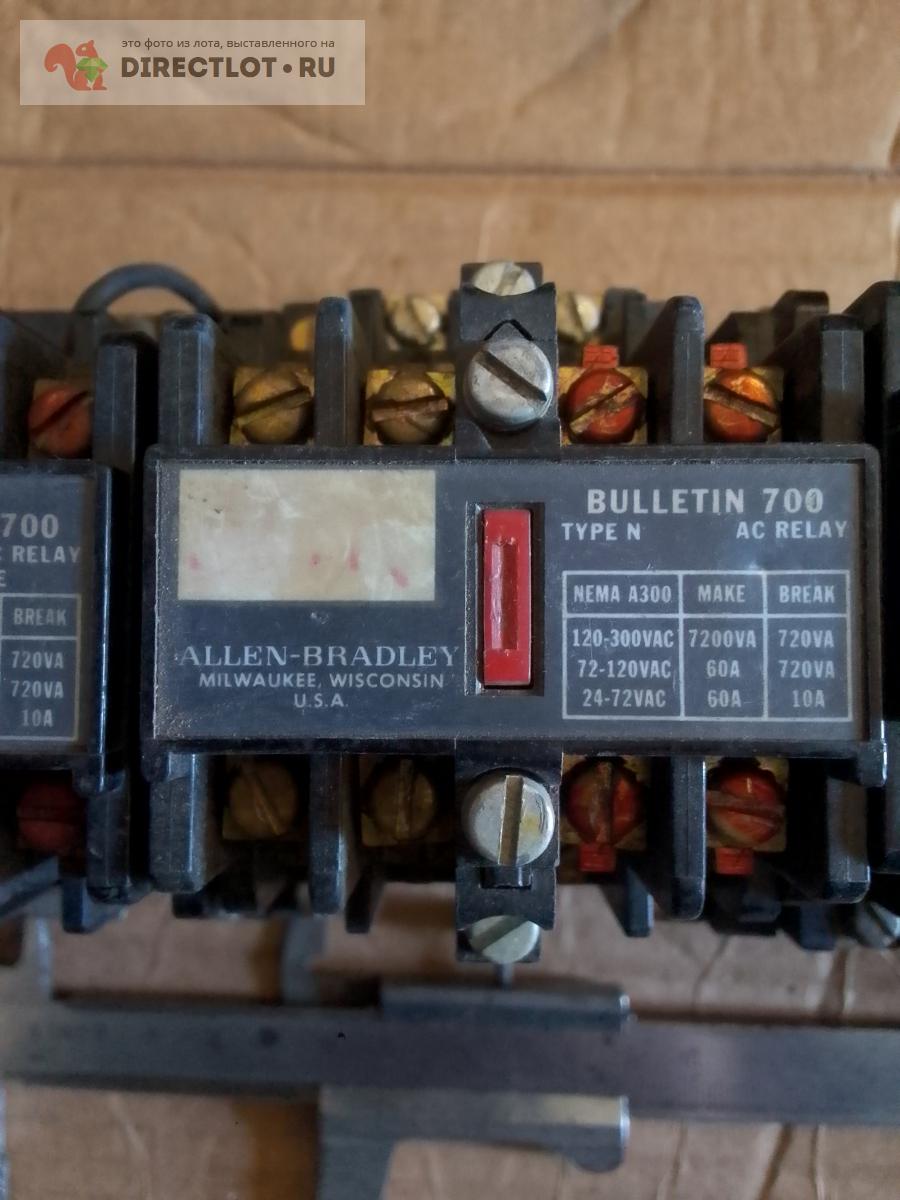 это фото из лота, выставленного на
DIRECTLOT•RU
700
C RELAY
E
BREAK
720VA
720VA
10A
BULLETIN 700
TYPE N AC RELAY
NEMA A300 MAKE BREAK
120-300VAC 7200VA 720VA
72-120VAC 60A 720VA
24-72VAC 60A 10A
ALLEN-BRADLEY
MILWAUKEE, WISCONSIN
U.S.A.